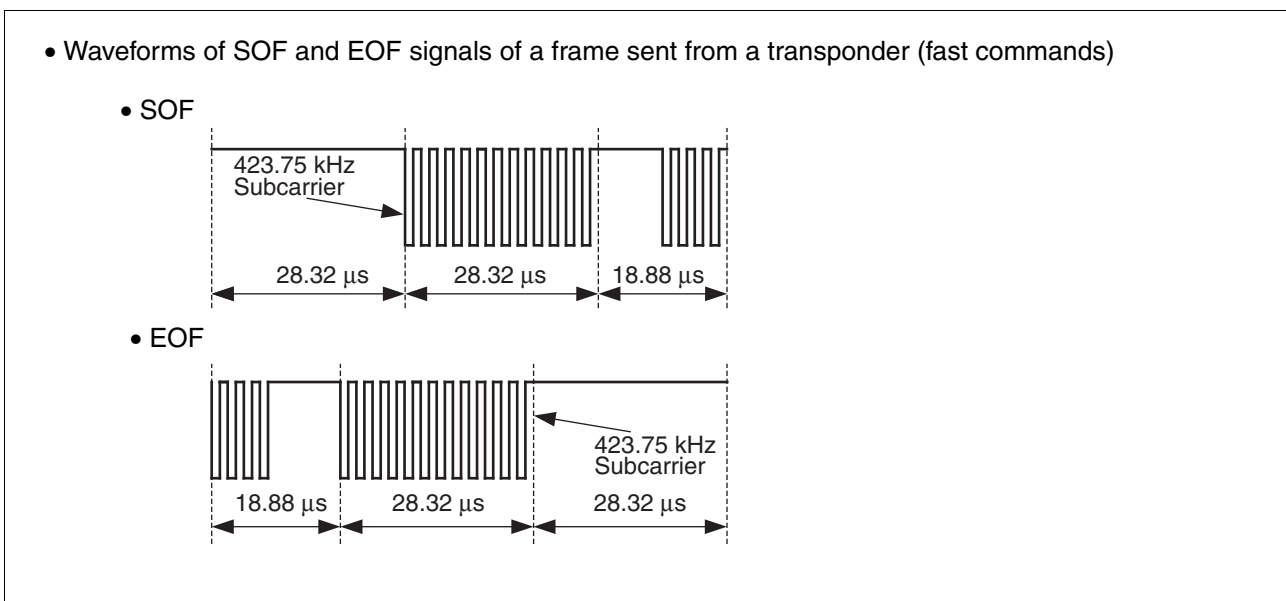 • Waveforms of SOF and EOF signals of a frame sent from a transponder (fast commands)
• SOF
423.75 kHz
Subcarrier
28.32 μs
28.32 μs
18.88 μs
• EOF
423.75 kHz
Subcarrier
18.88 μs
28.32 μs
28.32 μs